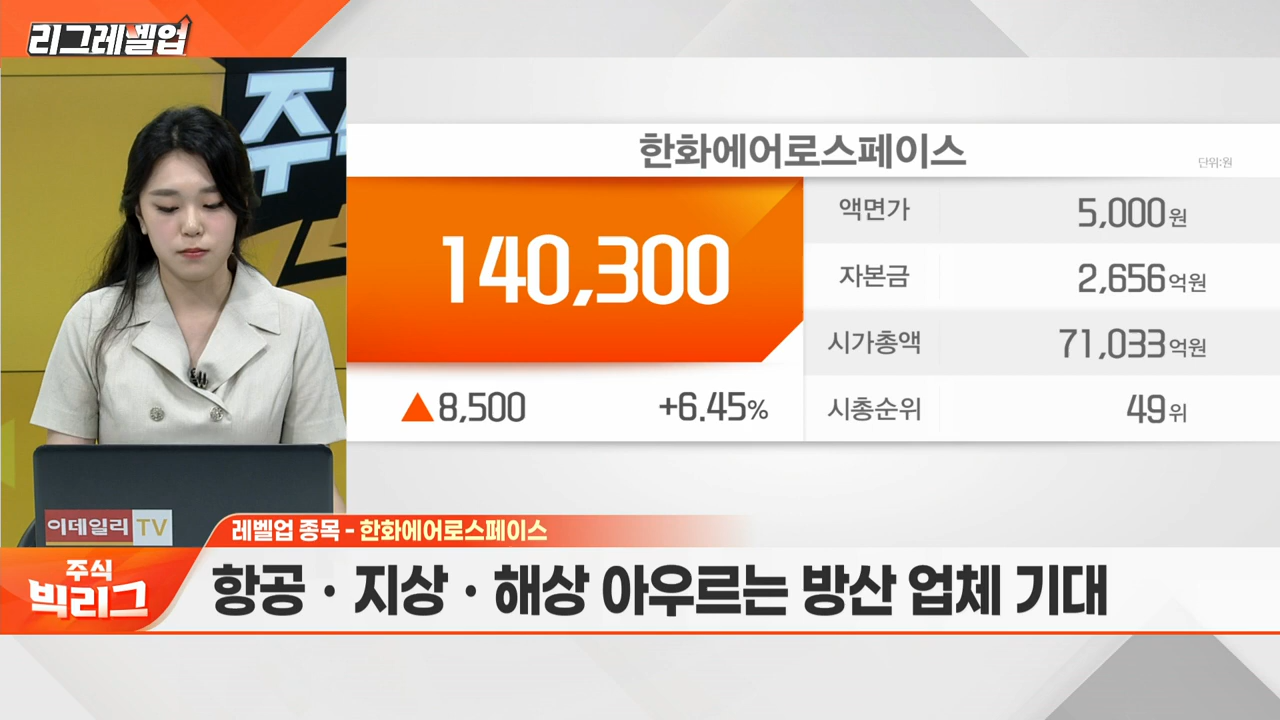 리그레벨업
주
한화에어로스페이스
단위:원
140,300
▲8,500 +6.45%
액면가 5,000원
자본금 2,656억원
시가총액 71,033억원
시총순위 49위
이데일리TV
레벨업 종목 - 한화에어로스페이스
주식
빅리그
항공·지상·해상 아우르는 방산 업체 기대